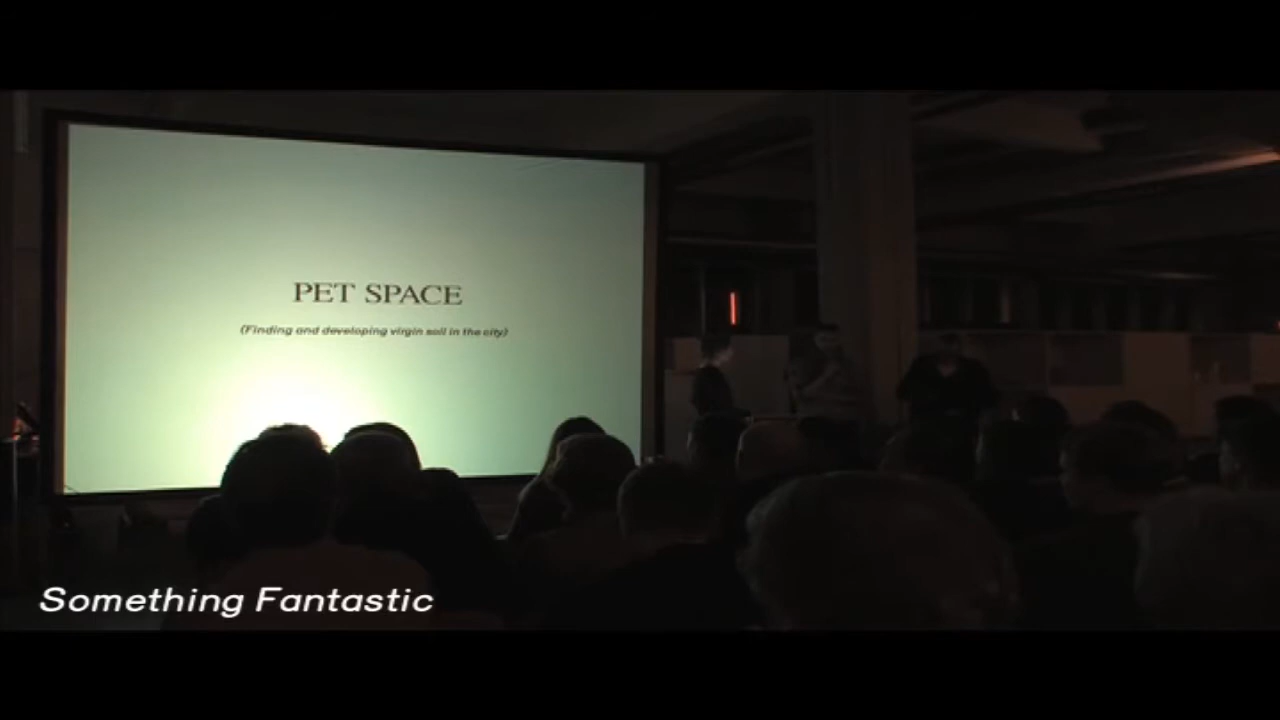 PET SPACE
(Finding and developing virgin soil in the city)
Something Fantastic